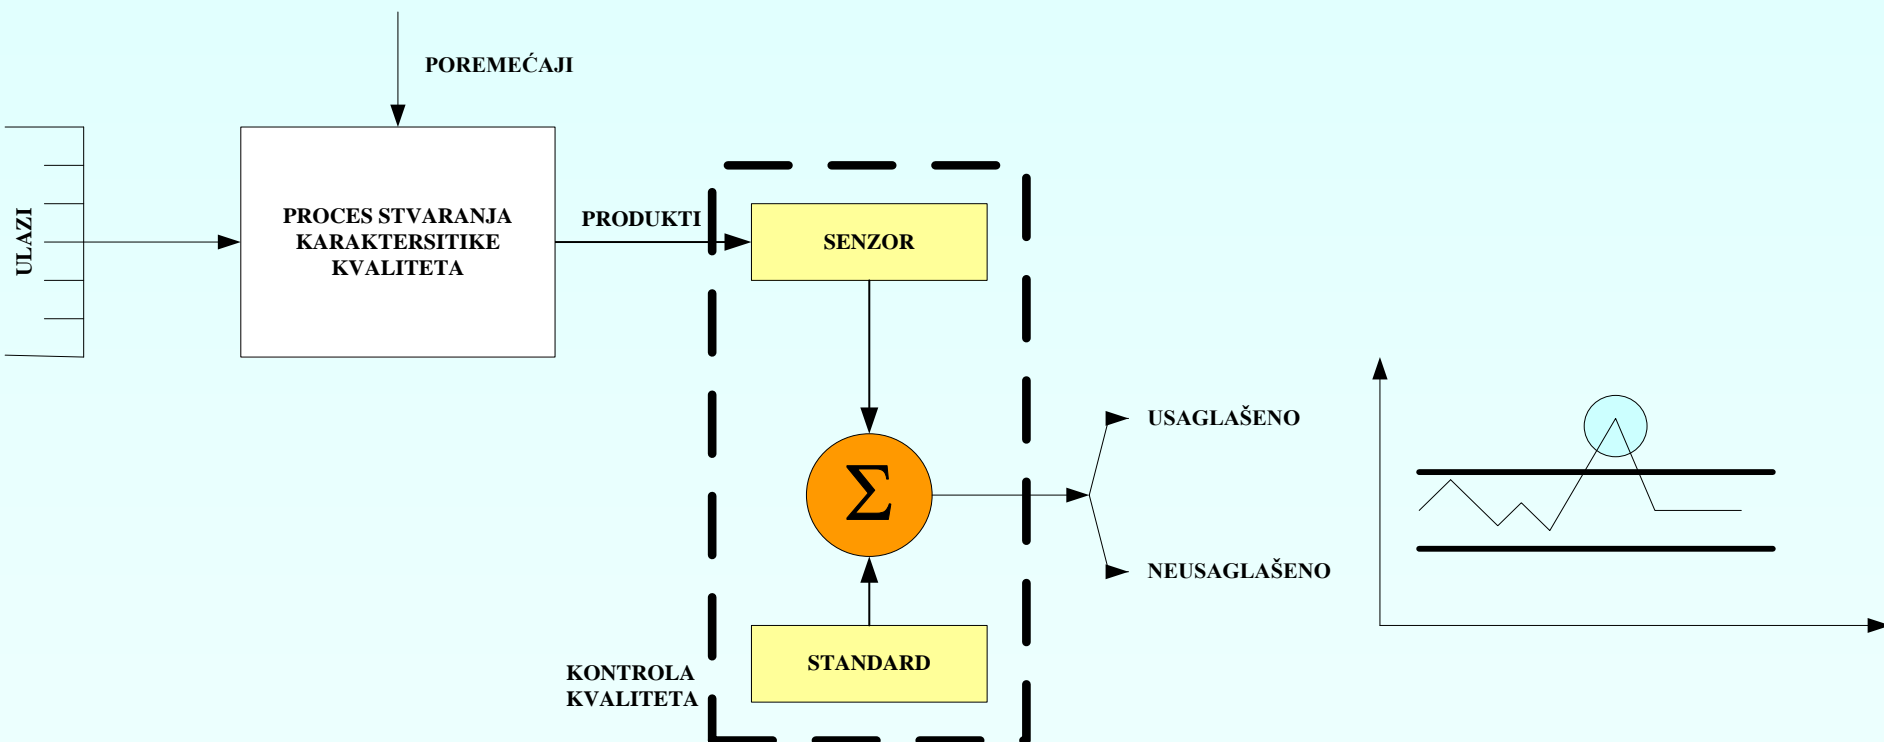 POREMEĆAJI
ULAZI
PROCES STVARANJA
KARAKTERSITIKE
KVALITETA
PRODUKTI
SENZOR
Σ
USAGLAŠENO
NEUSAGLAŠENO
STANDARD
KONTROLA
KVALITETA